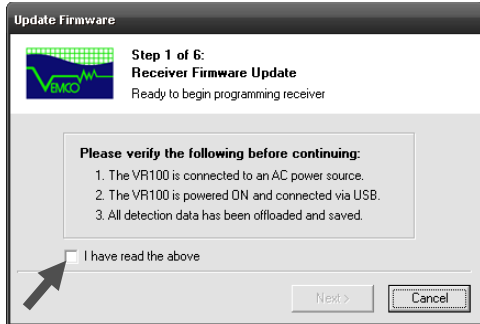 Update Firmware
VEMCO
Step 1 of 6:
Receiver Firmware Update
Ready to begin programming receiver
Please verify the following before continuing:
1. The VR100 is connected to an AC power source.
2. The VR100 is powered ON and connected via USB.
3. All detection data has been offloaded and saved.
I have read the above
Next >
Cancel